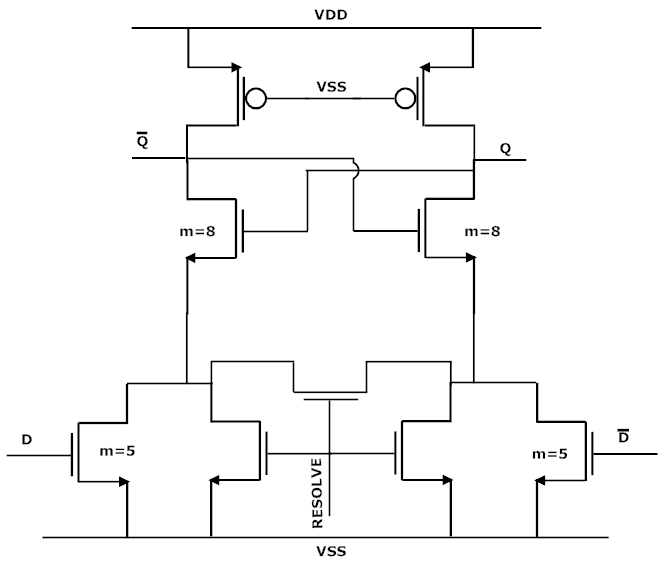 VDD
VSS
Q̅
Q
m=8
m=8
D
m=5
D̅
m=5
RESOLVE
VSS